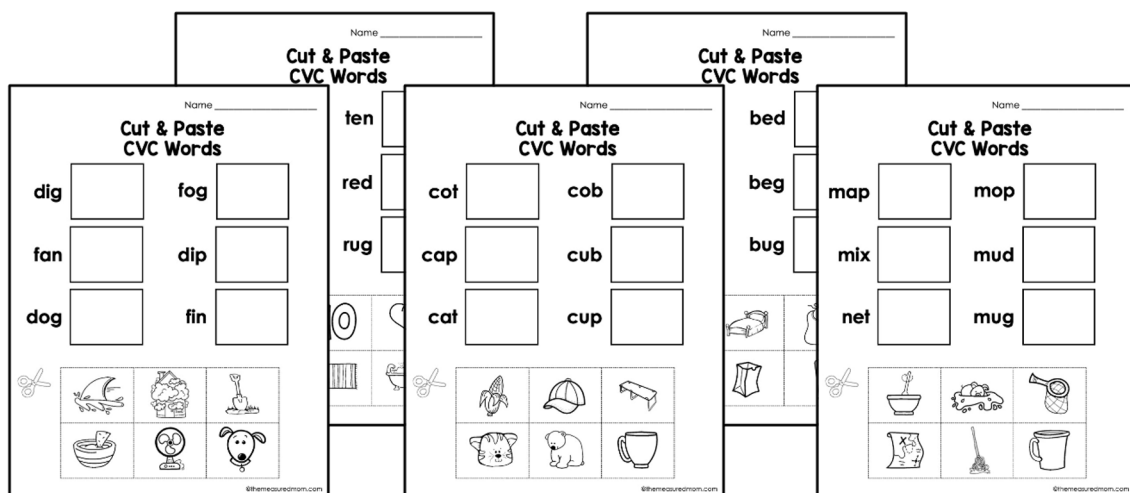 Name
Cut & Paste
CVC Words
ten
red
rug
Name
Cut & Paste
CVC Words
bed
beg
bug
Name
Cut & Paste
CVC Words
dig fog
fan dip
dog fin
©themeasuredmom.com
Name
Cut & Paste
CVC Words
cot cob
cap cub
cat cup
©themeasuredmom.com
Name
Cut & Paste
CVC Words
map mop
mix mud
net mug
©themeasuredmom.com